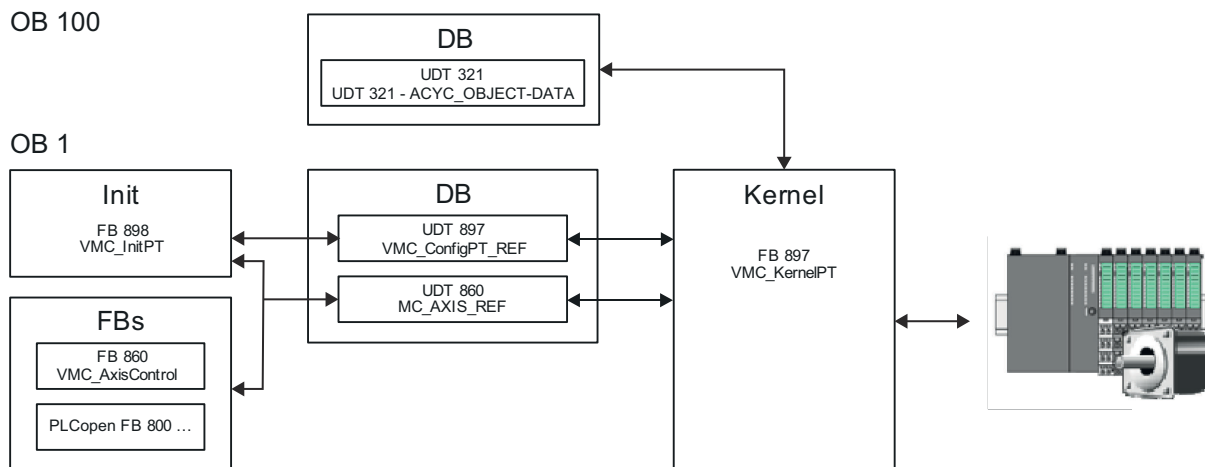 OB 100
DB
UDT 321
UDT 321 - ACYC_OBJECT-DATA
OB 1
Init
FB 898
VMC_InitPT
DB
UDT 897
VMC_ConfigPT_REF
UDT 860
MC_AXIS_REF
Kernel
FB 897
VMC_KernelPT
FBs
FB 860
VMC_AxisControl
PLCopen FB 800 ...